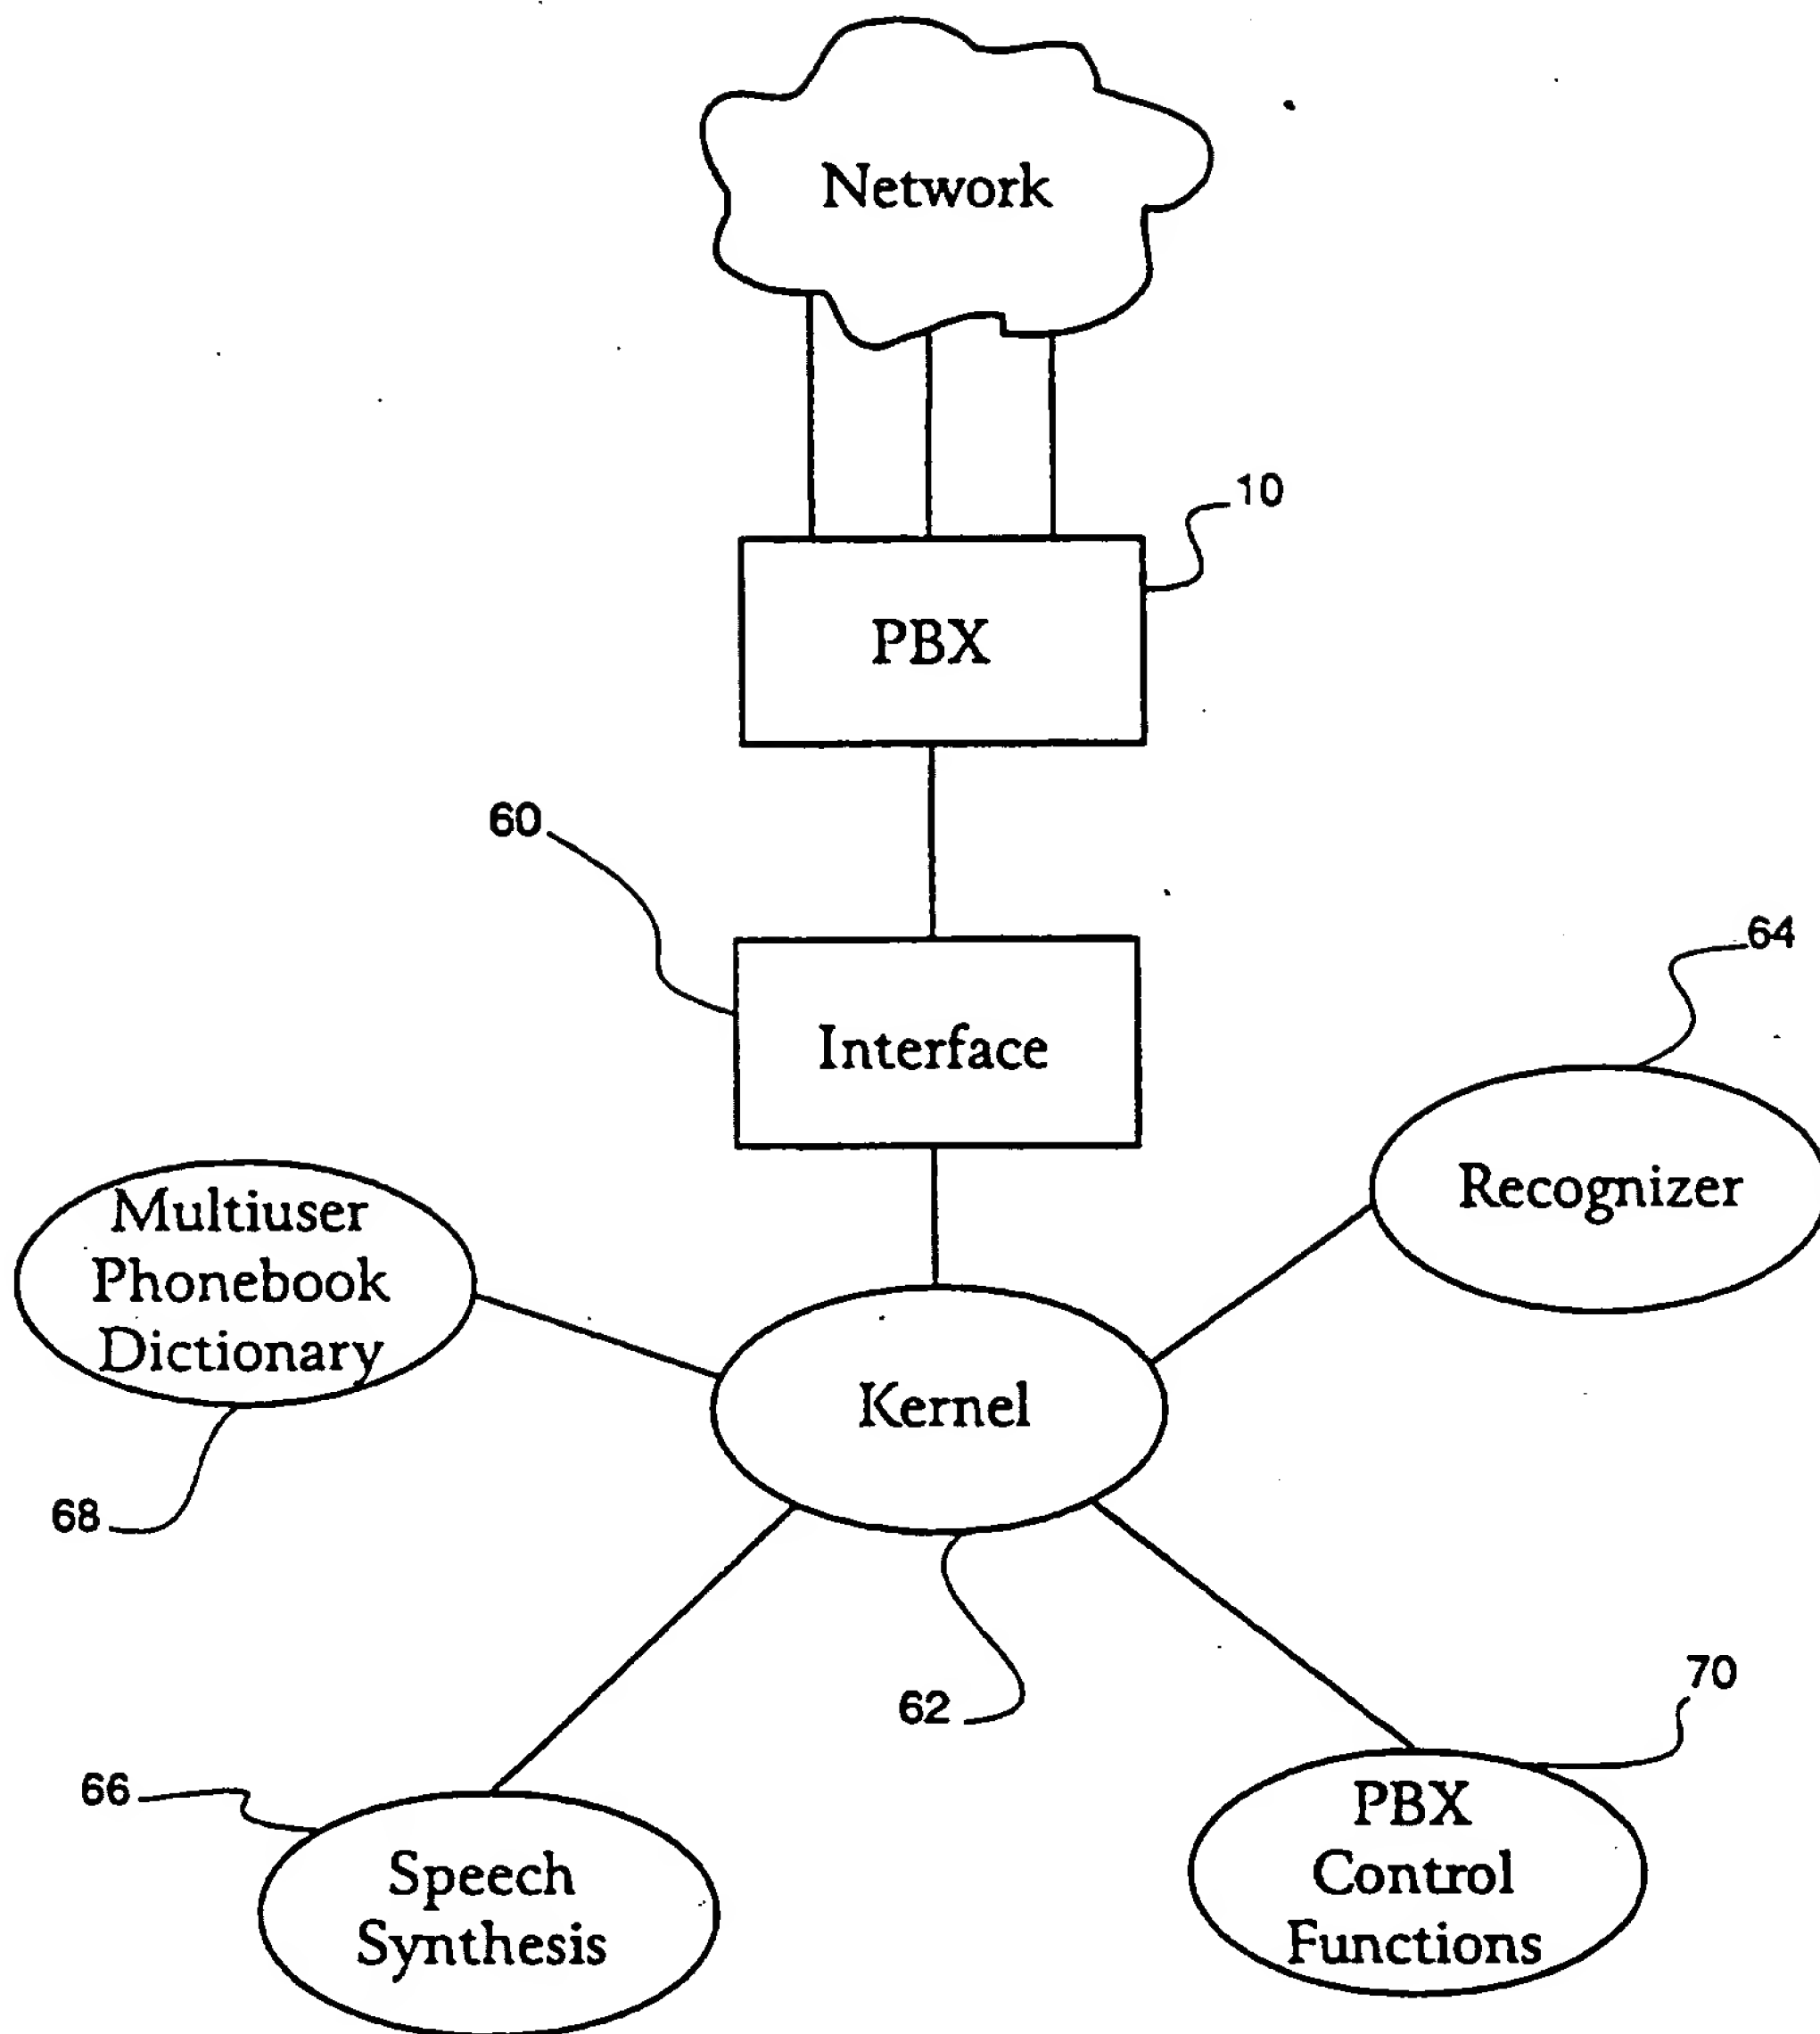 Network
10
PBX
60
Interface
64
Recognizer
Multiuser
Phonebook
Dictionary
Kernel
68
62
70
66
Speech
Synthesis
PBX
Control
Functions